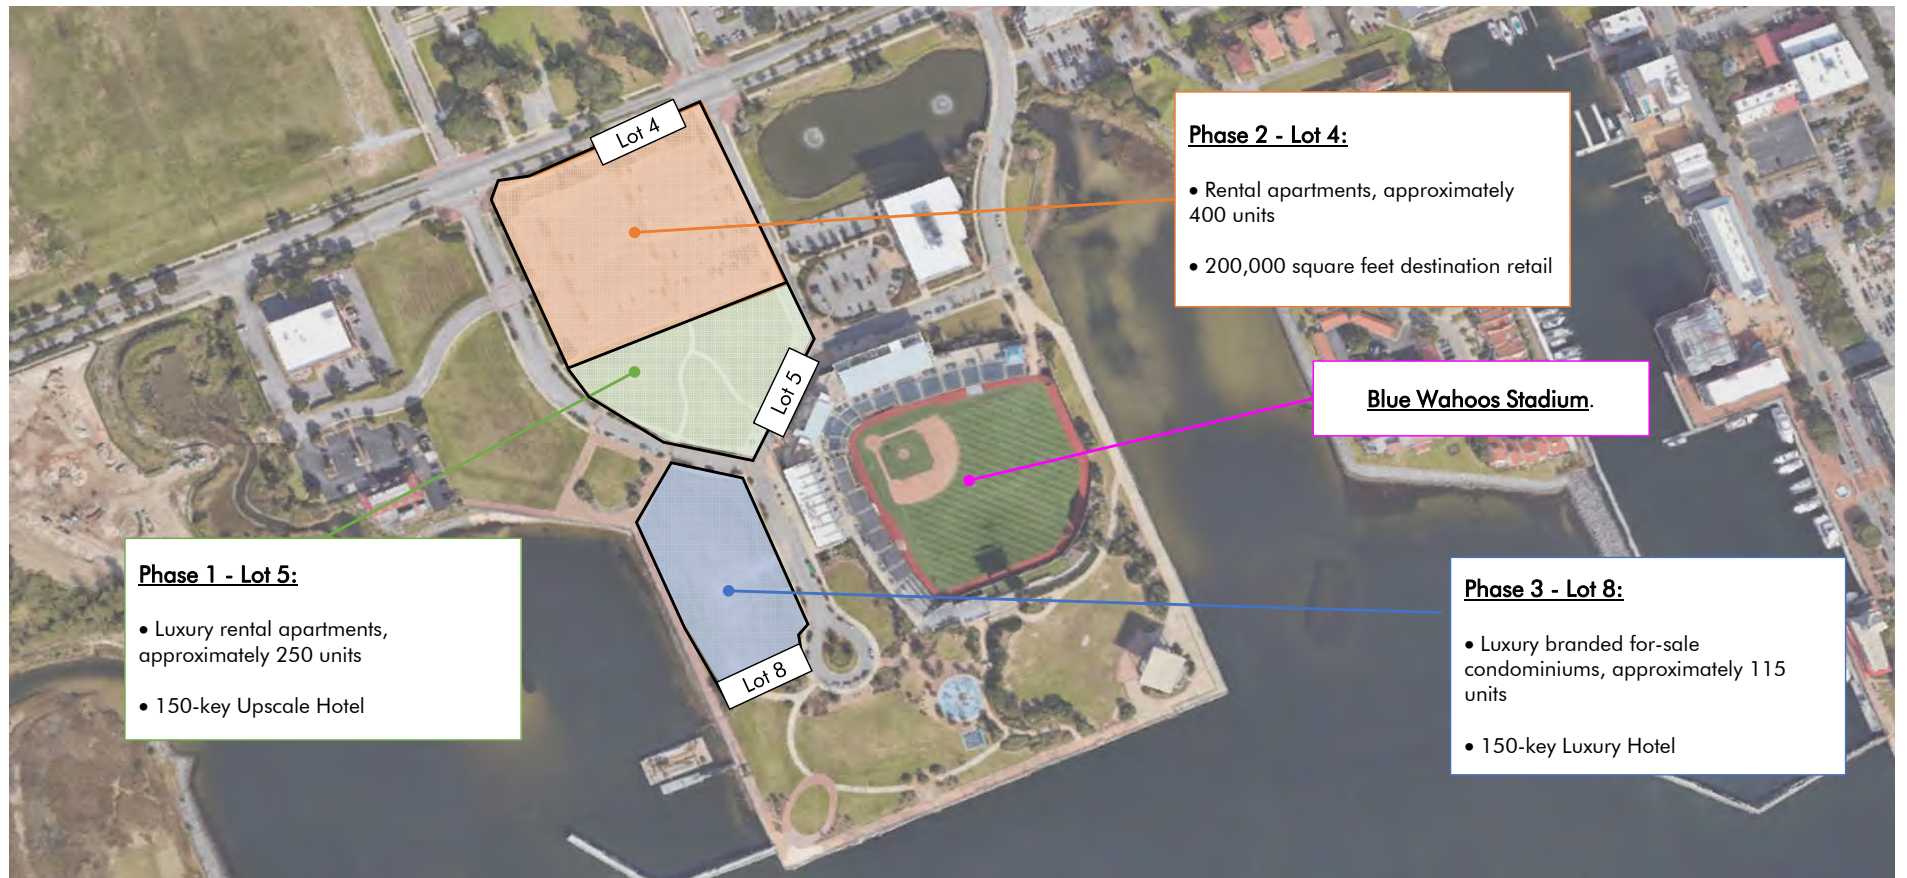 Lot 4
Phase 2 - Lot 4:
• Rental apartments, approximately
400 units
• 200,000 square feet destination retail
Lot 5
Blue Wahoos Stadium.
Phase 1 - Lot 5:
• Luxury rental apartments,
approximately 250 units
• 150-key Upscale Hotel
Lot 8
Phase 3 - Lot 8:
• Luxury branded for-sale
condominiums, approximately 115
units
• 150-key Luxury Hotel